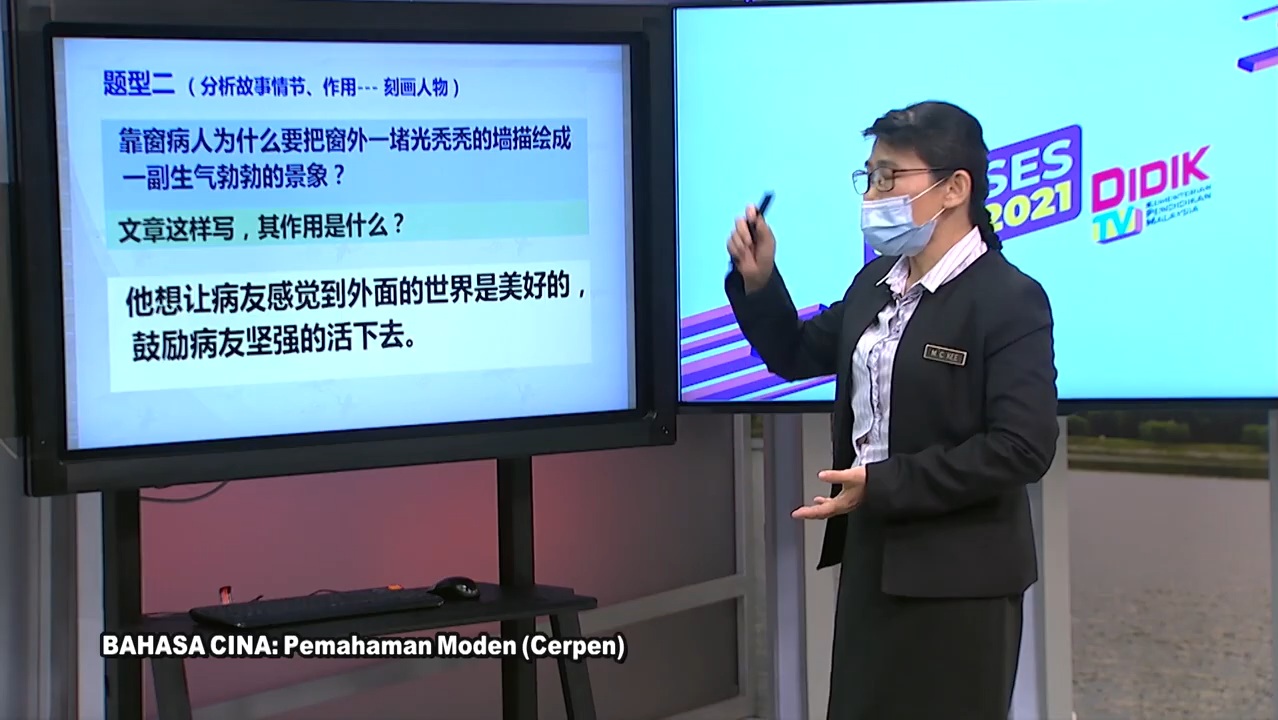 题型二（分析故事情节、作用--- 刻画人物）
靠窗病人为什么要把窗外一堵光秃秃的墙描绘成
一副生气勃勃的景象？
文章这样写，其作用是什么？
他想让病友感觉到外面的世界是美好的，
鼓励病友坚强的活下去。
SES
2021
DIDIK
TV
KEMENTERIAN
PENDIDIKAN
MALAYSIA
M. C. KEE
BAHASA CINA: Pemahaman Moden (Cerpen)